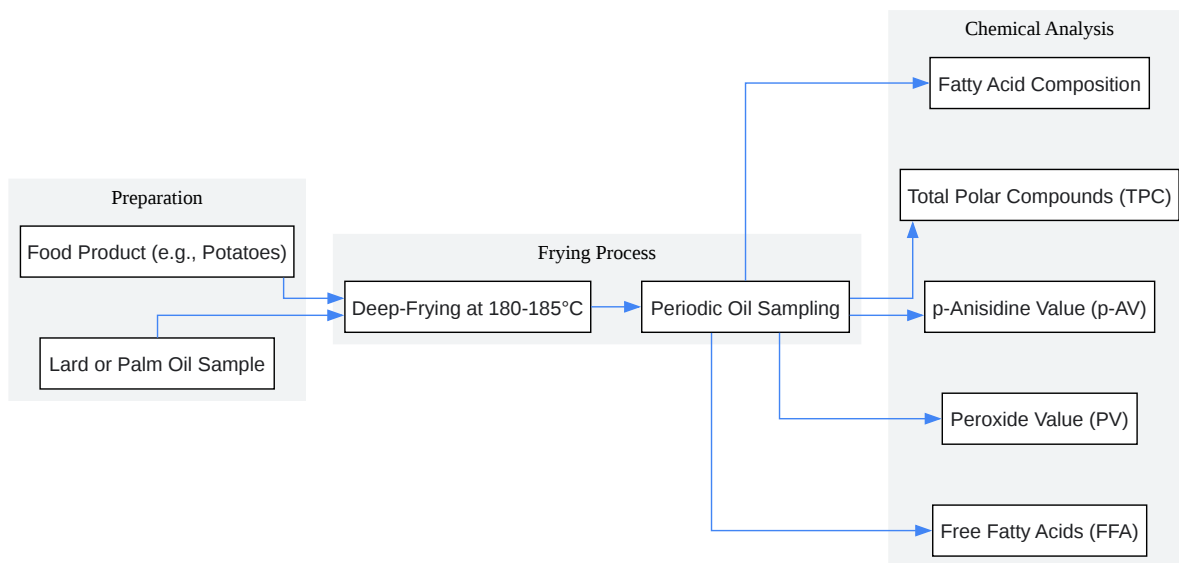 Preparation
Food Product (e.g., Potatoes)
Lard or Palm Oil Sample
Frying Process
Deep-Frying at 180-185°C
Periodic Oil Sampling
Chemical Analysis
Fatty Acid Composition
Total Polar Compounds (TPC)
p-Anisidine Value (p-AV)
Peroxide Value (PV)
Free Fatty Acids (FFA)